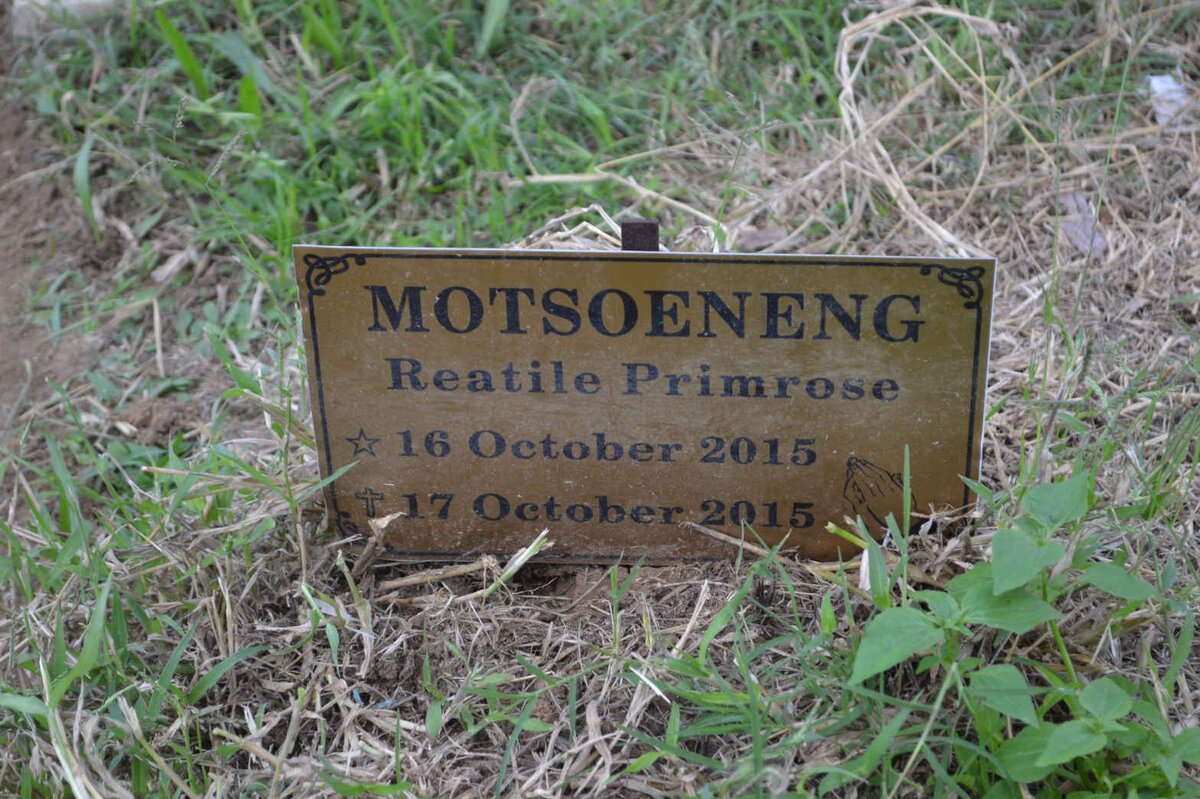 MOTSOENENG
Reatile Primrose
☆ 16 October 2015
✞ 17 October 2015